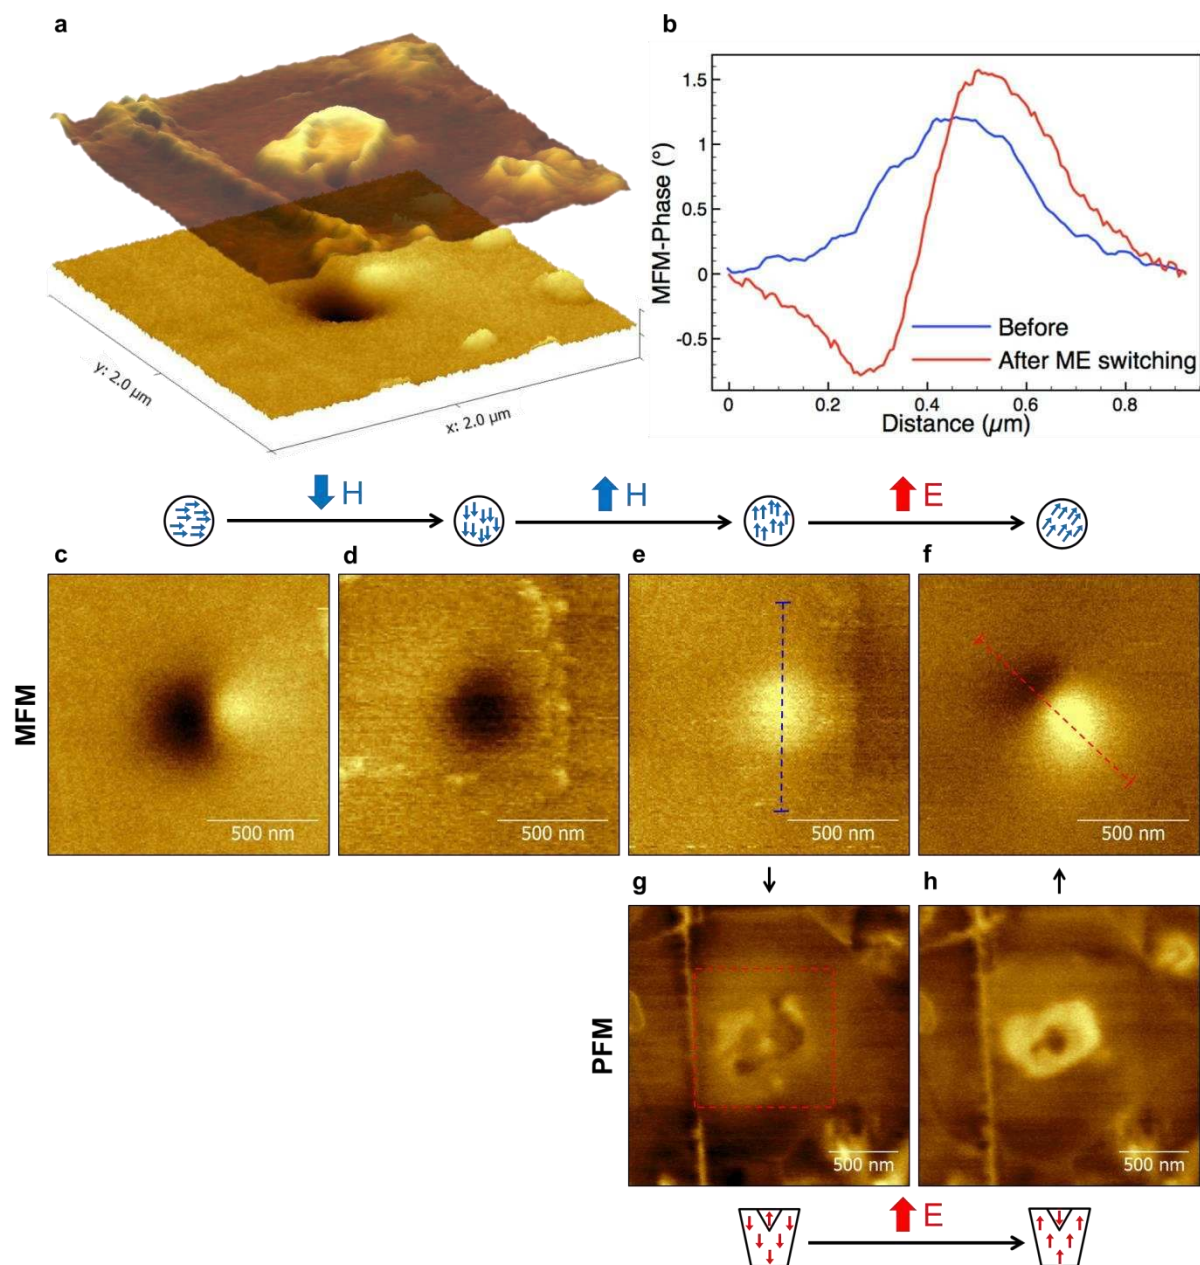 a
b
y: 2.0 µm
x: 2.0 µm
MFM-Phase (°)
1.5
1
0.5
0
-0.5
Before
After ME switching
0
0.2
0.4
0.6
0.8
Distance (µm)
H
H
E
c
d
e
f
MFM
500 nm
500 nm
500 nm
500 nm
g
h
PFM
500 nm
500 nm
E